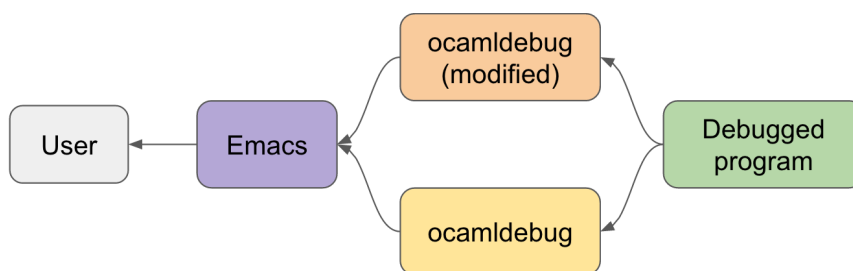 ocamldebug
(modified)
User
Emacs
Debugged
program
ocamldebug